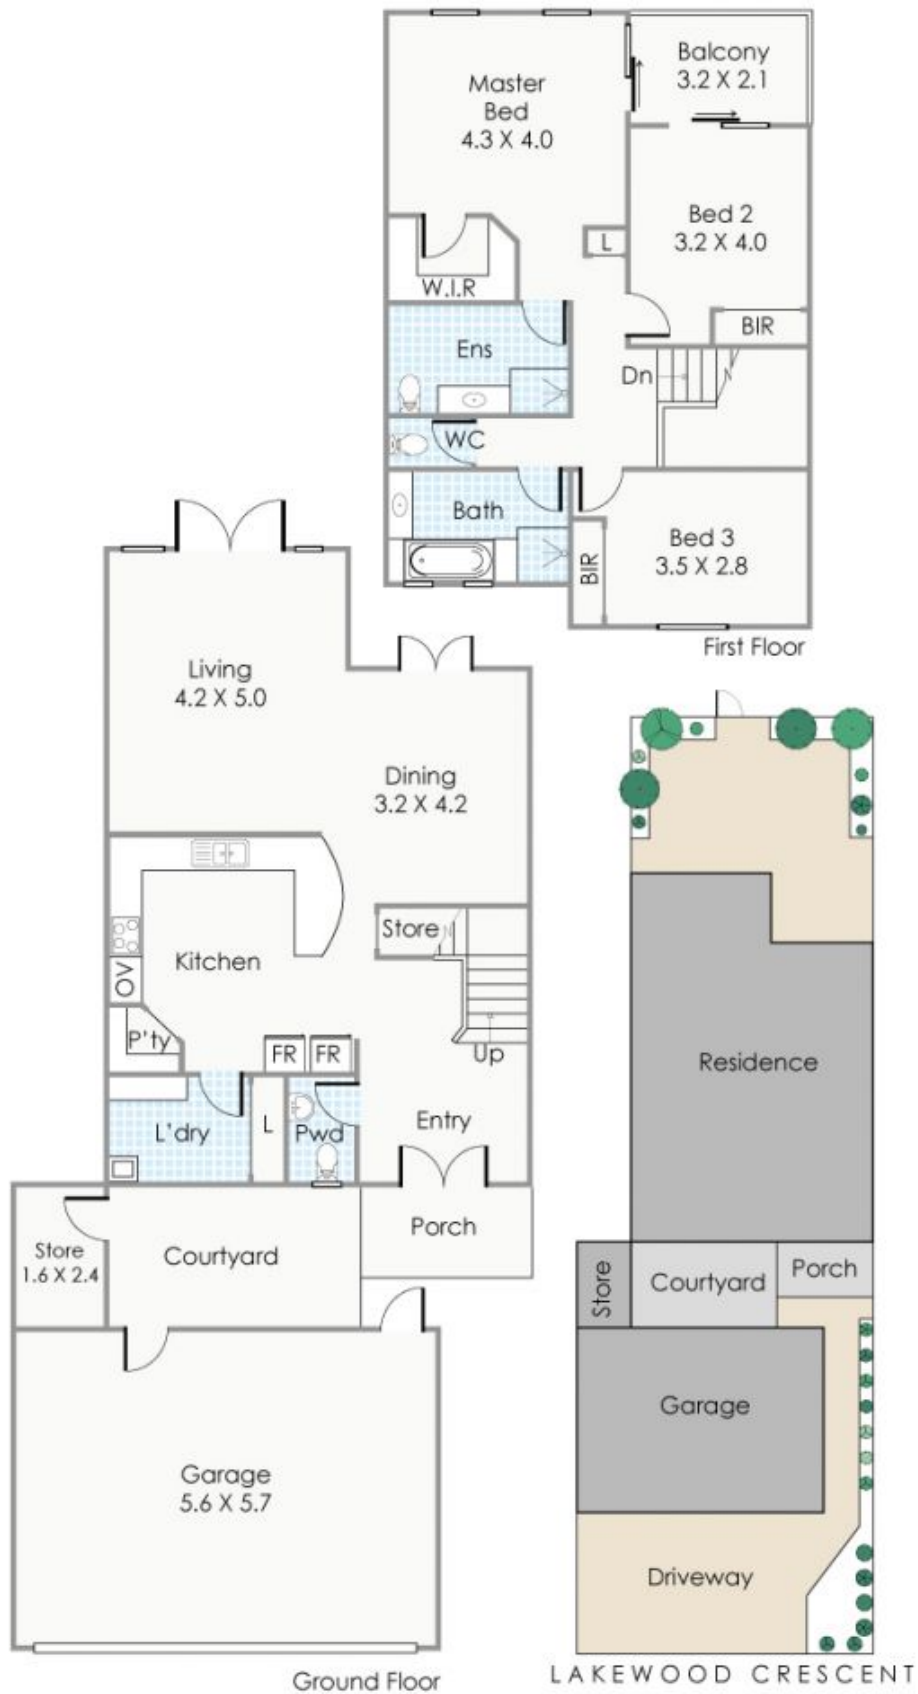 Master
Bed
4.3 X 4.0
Balcony
3.2 X 2.1
Bed 2
3.2 X 4.0
L
W.I.R
BIR
Ens
Dn
WC
Bath
Bed 3
3.5 X 2.8
BIR
First Floor
Living
4.2 X 5.0
Dining
3.2 X 4.2
Store
Kitchen
OV
P'ty
FR
FR
Up
L'dry
L
Pwd
Entry
Porch
Store
1.6 X 2.4
Courtyard
Garage
5.6 X 5.7
Ground Floor
Residence
Store
Courtyard
Porch
Garage
Driveway
LAKEWOOD CRESCENT